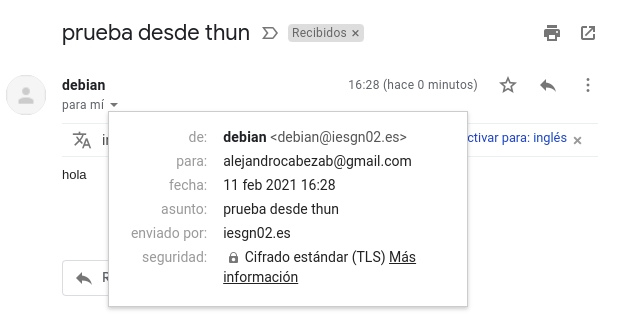 prueba desde thun Recibidos ×
debian 16:28 (hace 0 minutos)
para mí
de: debian <debian@iesgn02.es>
para: alejandrocabezab@gmail.com
fecha: 11 feb 2021 16:28
asunto: prueba desde thun
enviado por: iesgn02.es
seguridad: Cifrado estándar (TLS) Más
información
ctivar para: inglés ×
hola